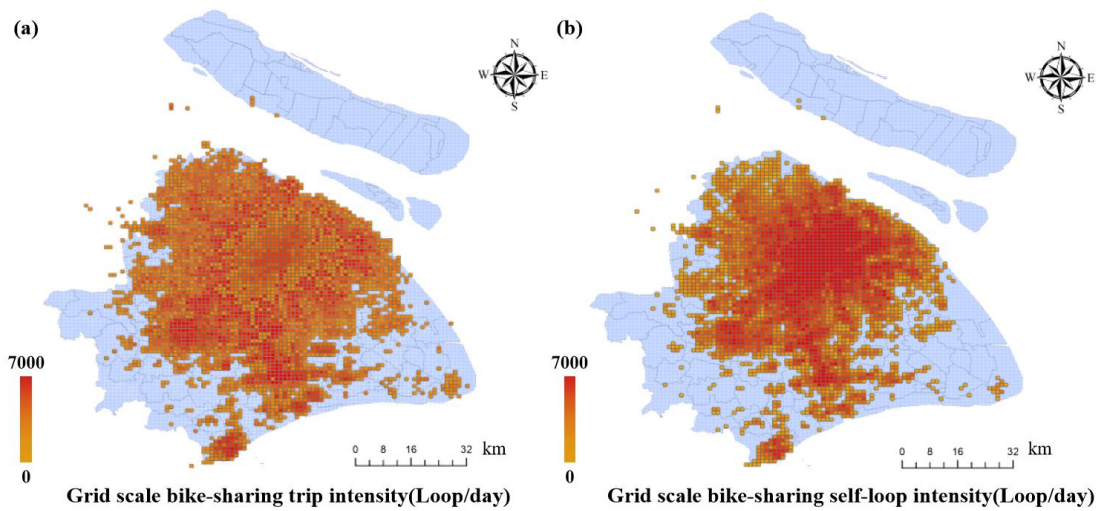 (a)
N
W E
S
7000
0
0 8 16 32 km
Grid scale bike-sharing trip intensity(Loop/day)
(b)
N
W E
S
7000
0
0 8 16 32 km
Grid scale bike-sharing self-loop intensity(Loop/day)